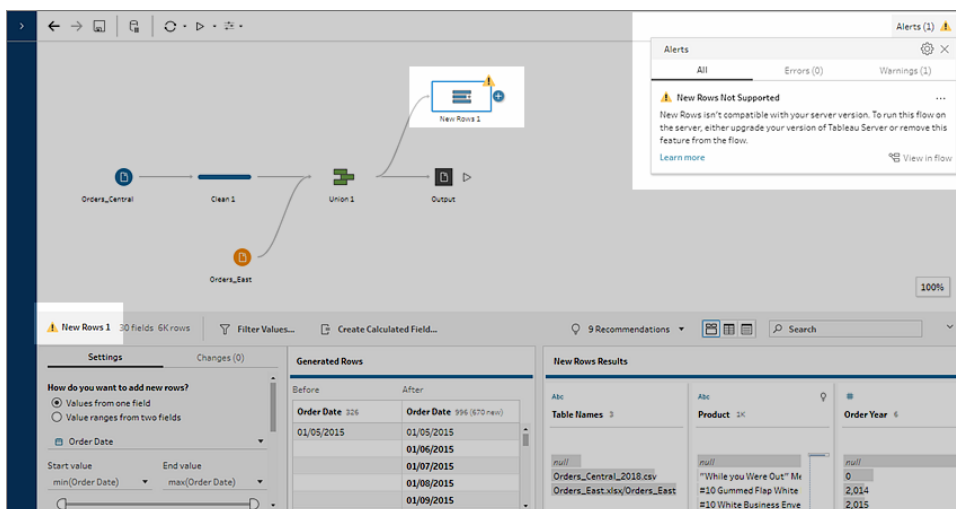 Alerts (1)
Alerts
All
Errors (0)
Warnings (1)
New Rows Not Supported
...
New Rows isn't compatible with your server version. To run this flow on
the server, either upgrade your version of Tableau Server or remove this
feature from the flow.
Learn more
View in flow
New Rows 1
Orders_Central
Clean 1
Union 1
Output
Orders_East
100%
New Rows 1
30 fields 6K rows
Filter Values...
Create Calculated Field...
9 Recommendations
Search
Settings
Changes (0)
How do you want to add new rows?
Values from one field
Value ranges from two fields
Order Date
Start value
End value
min(Order Date)
max(Order Date)
Generated Rows
Before
After
Order Date 326
Order Date 996 (670 new)
01/05/2015
01/05/2015
01/06/2015
01/07/2015
01/08/2015
01/09/2015
New Rows Results
Abc
Table Names 3
null
Orders_Central_2018.csv
Orders_East.xlsx/Orders_East
Abc
Product 1K
null
"While you Were Out" Me
#10 Gummed Flap White
#10 White Business Enve
#
Order Year 6
null
0
2,014
2,015